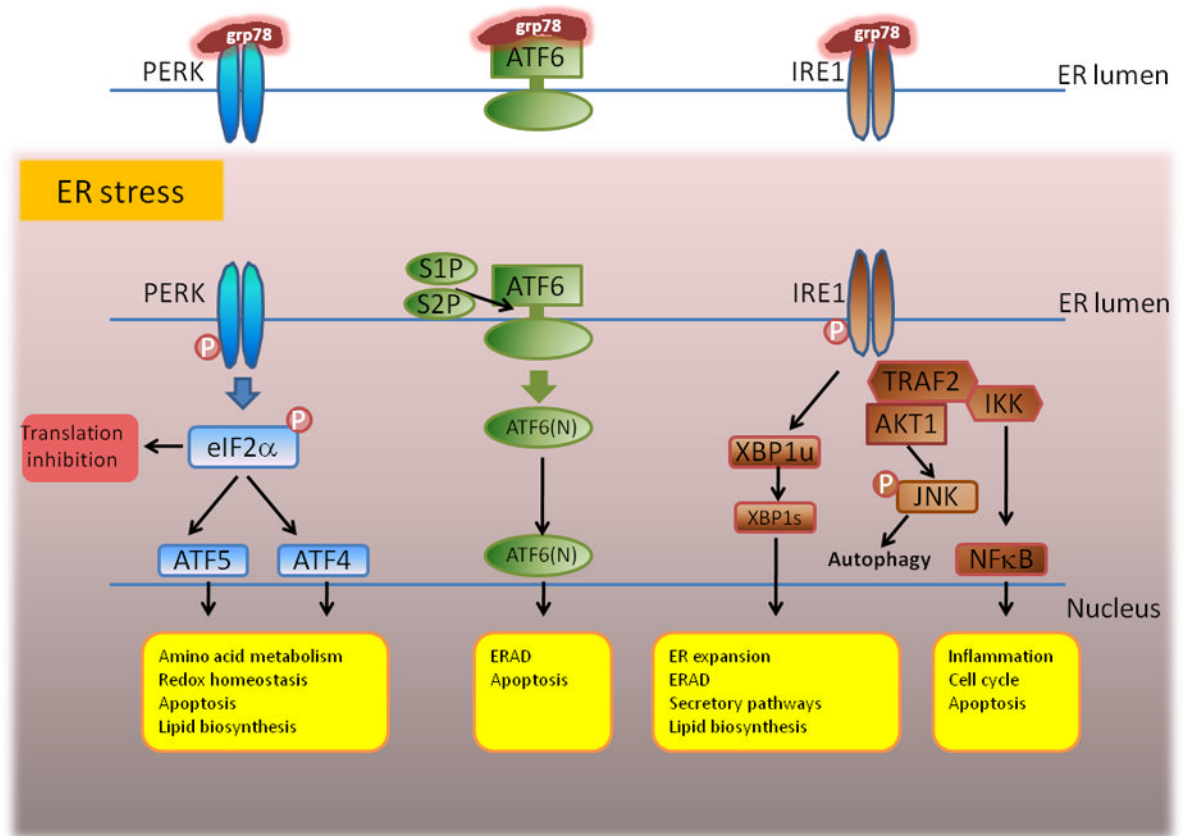 grp78
grp78
grp78
PERK
ATF6
IRE1
ER lumen
ER stress
PERK
S1P
S2P
ATF6
IRE1
ER lumen
P
P
TRAF2
IKK
AKT1
Translation
inhibition
eIF2α
P
ATF6(N)
XBP1u
P
JNK
XBP1s
ATF5
ATF4
ATF6(N)
Autophagy
NFκB
Nucleus
Amino acid metabolism
Redox homeostasis
Apoptosis
Lipid biosynthesis
ERAD
Apoptosis
ER expansion
ERAD
Secretory pathways
Lipid biosynthesis
Inflammation
Cell cycle
Apoptosis